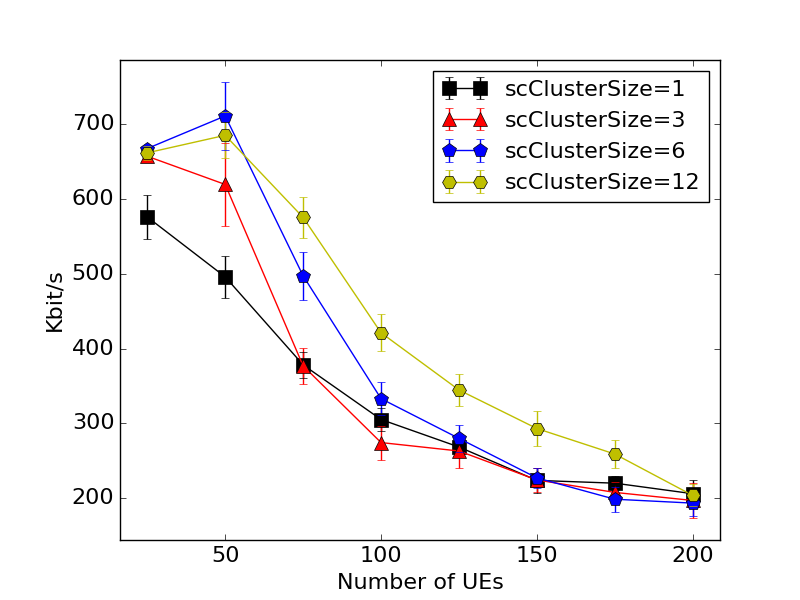 scClusterSize=1
scClusterSize=3
scClusterSize=6
scClusterSize=12
700
600
500
400
300
200
Kbit/s
50 100 150 200
Number of UEs